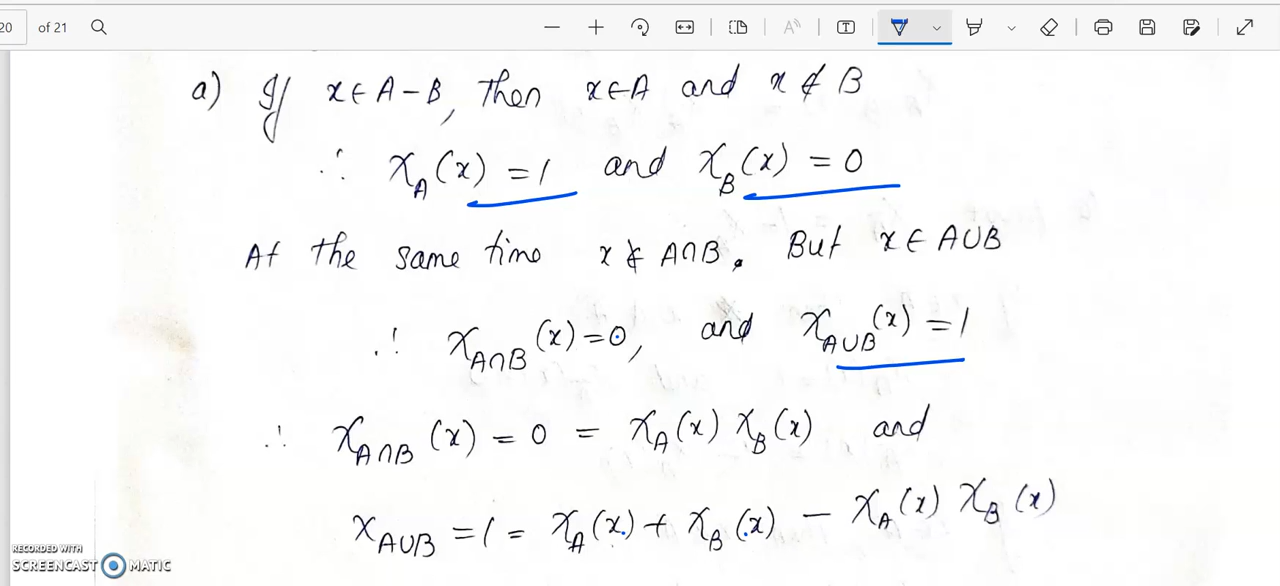 20 of 21
a) If x ∈ A - B, Then x ∈ A and x ∉ B
∴ χ_A(x) = 1 and χ_B(x) = 0
At the same time x ∉ A∩B. But x ∈ A∪B
∴ χ_{A∩B}(x) = 0, and χ_{A∪B}(x) = 1
∴ χ_{A∩B}(x) = 0 = χ_A(x) χ_B(x) and
χ_{A∪B} = 1 = χ_A(x) + χ_B(x) - χ_A(x) χ_B(x)
RECORDED WITH
SCREENCAST MATIC